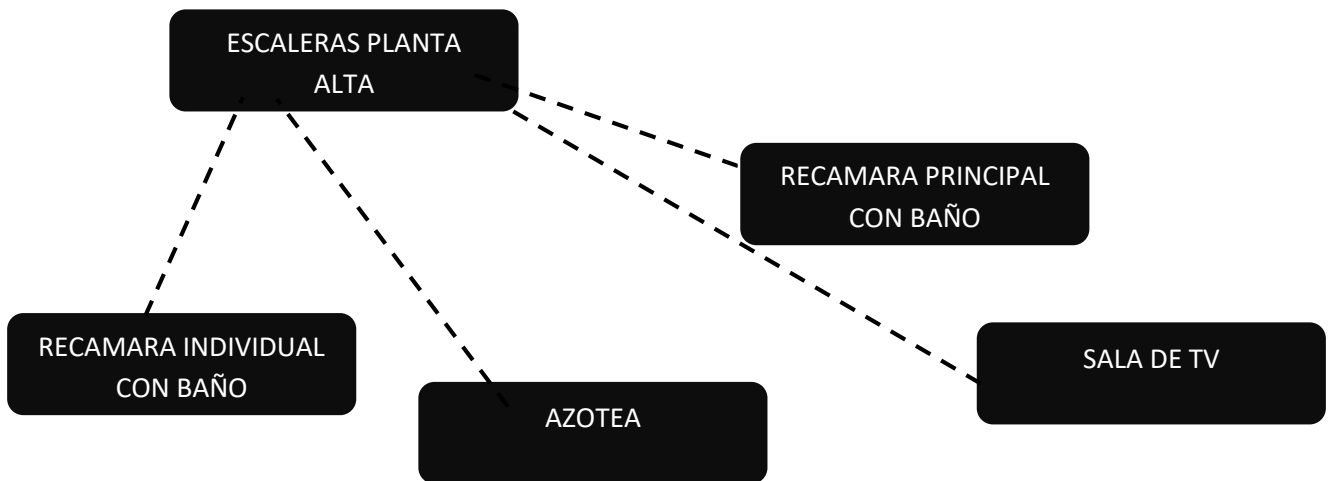 ESCALERAS PLANTA
ALTA
RECAMARA PRINCIPAL
CON BAÑO
RECAMARA INDIVIDUAL
CON BAÑO
SALA DE TV
AZOTEA